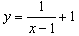 y = 1/(x−1) + 1